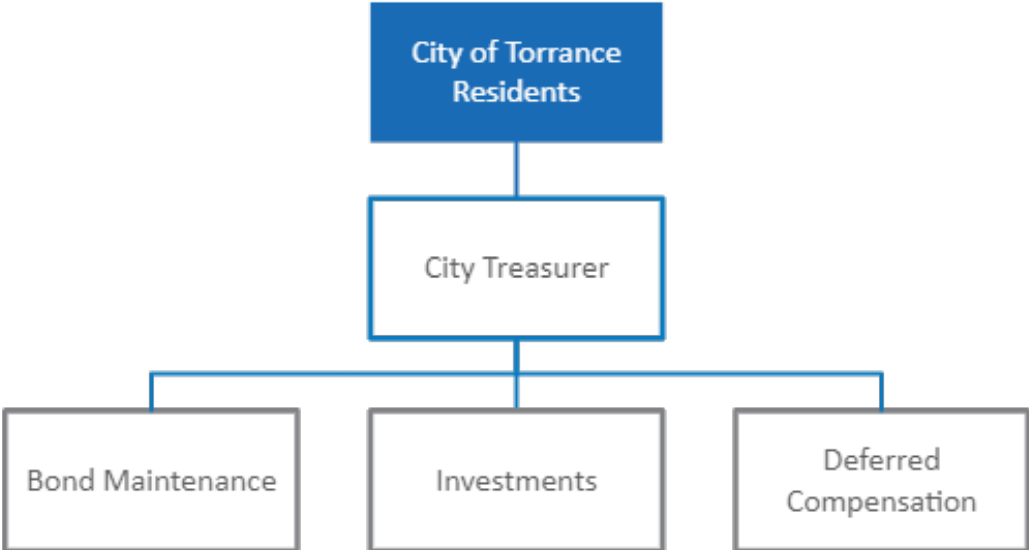 City of Torrance
Residents
City Treasurer
Bond Maintenance
Investments
Deferred
Compensation